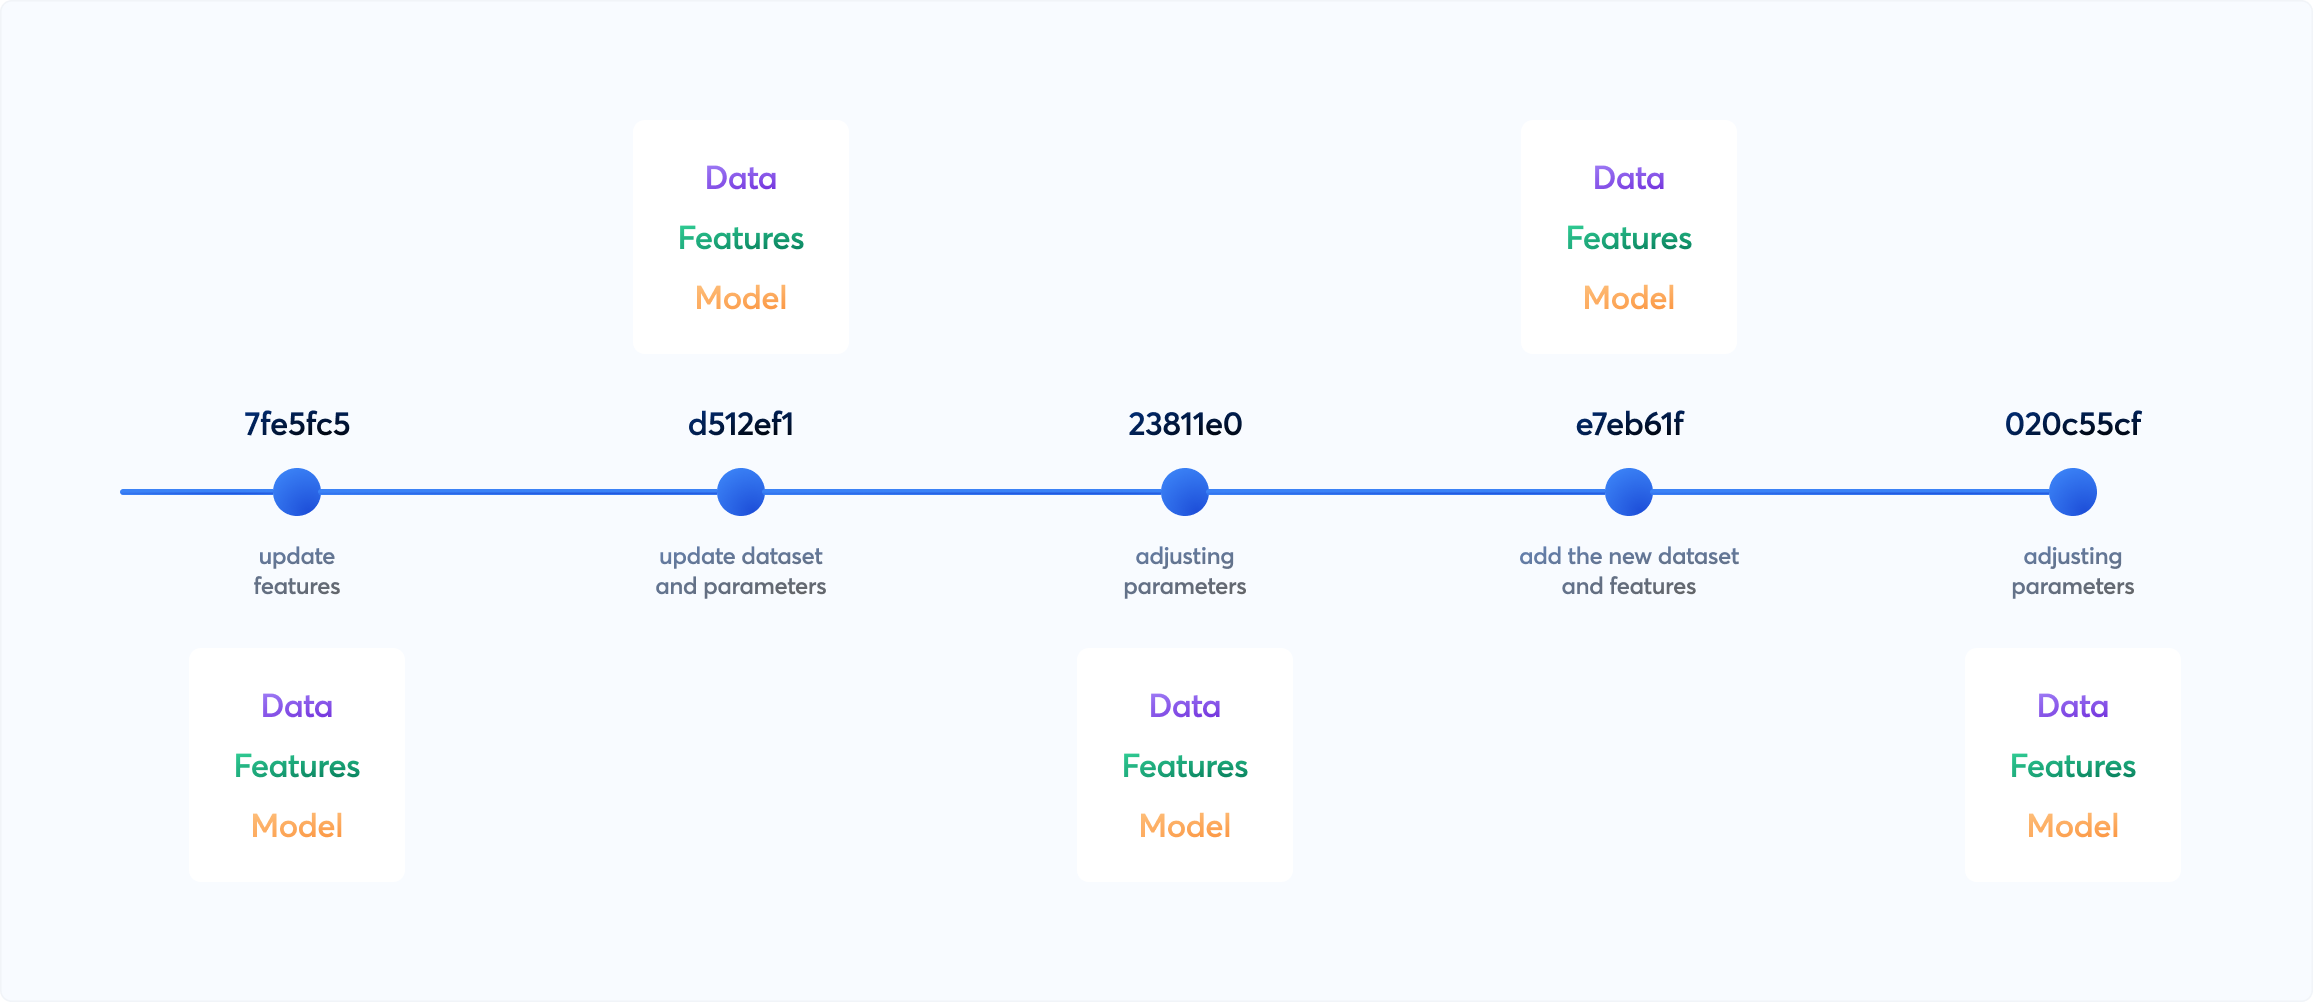 Data
Features
Model
Data
Features
Model
7fe5fc5
d512ef1
23811e0
e7eb61f
020c55cf
update
features
update dataset
and parameters
adjusting
parameters
add the new dataset
and features
adjusting
parameters
Data
Features
Model
Data
Features
Model
Data
Features
Model